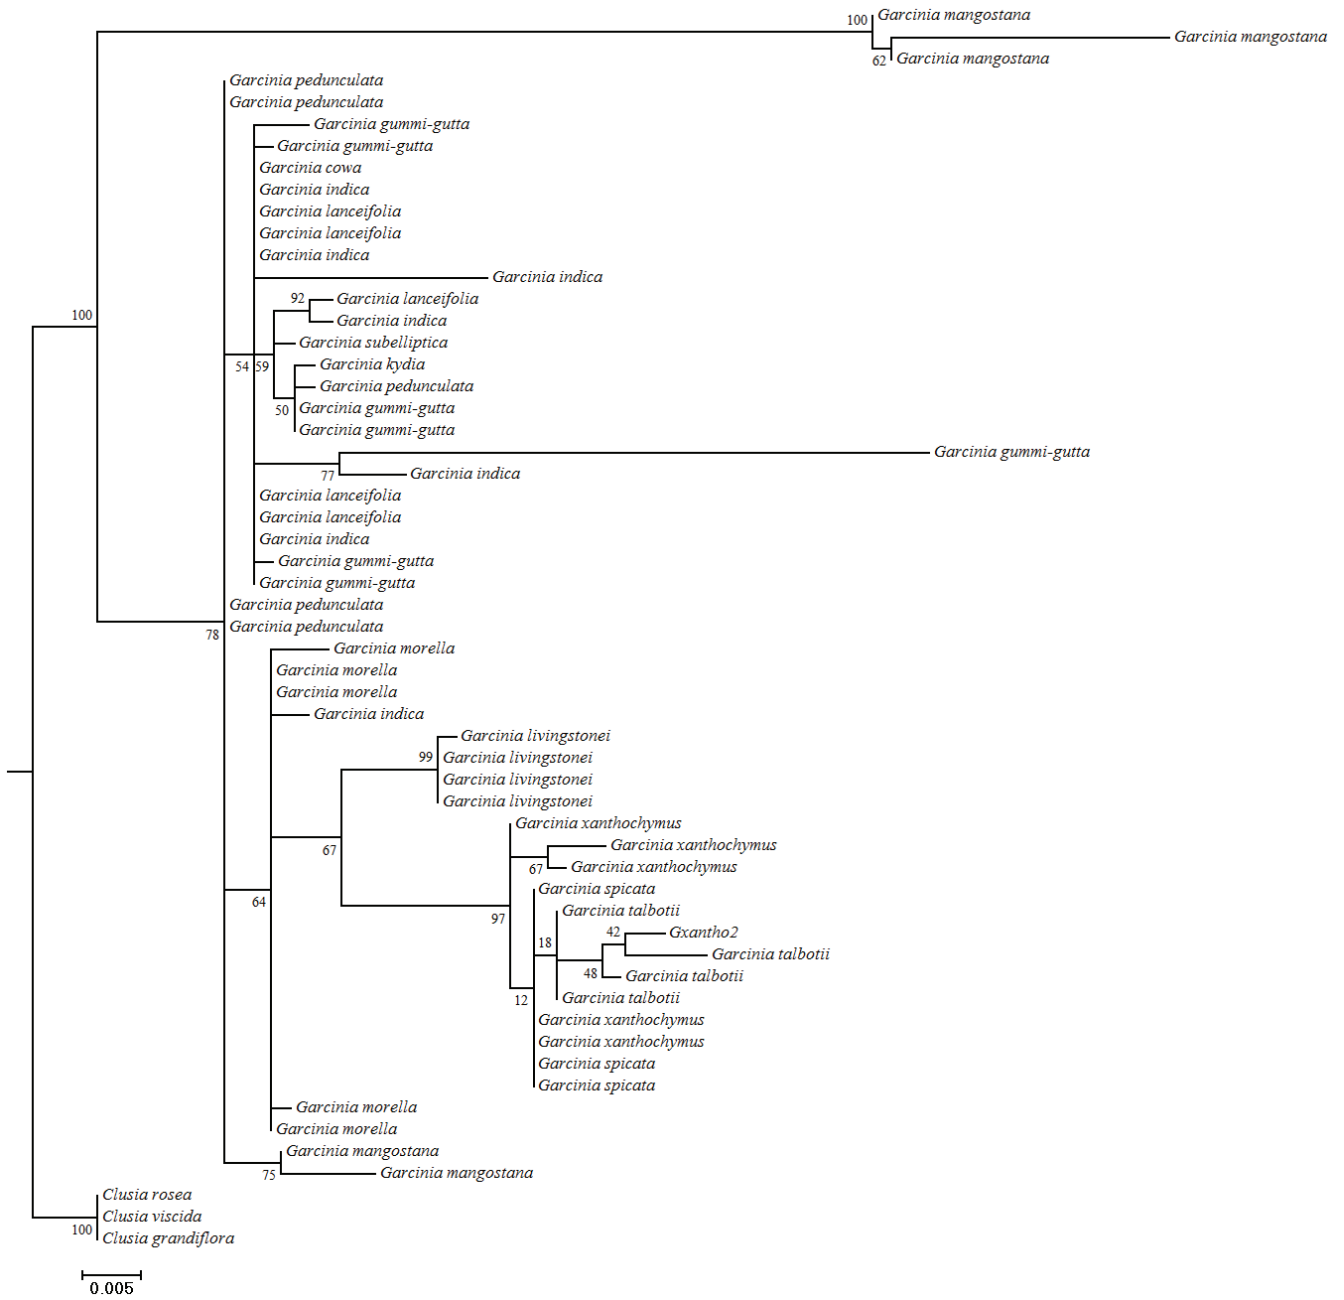 Garcinia mangostana
100
Garcinia mangostana
62
Garcinia mangostana
Garcinia pedunculata
Garcinia pedunculata
Garcinia gummi-gutta
Garcinia gummi-gutta
Garcinia cowa
Garcinia indica
Garcinia lanceifolia
Garcinia lanceifolia
Garcinia indica
Garcinia indica
92
Garcinia lanceifolia
100
Garcinia indica
Garcinia subelliptica
54
59
Garcinia kydia
Garcinia pedunculata
50
Garcinia gummi-gutta
Garcinia gummi-gutta
Garcinia gummi-gutta
77
Garcinia indica
Garcinia lanceifolia
Garcinia lanceifolia
Garcinia indica
Garcinia gummi-gutta
Garcinia gummi-gutta
Garcinia pedunculata
Garcinia pedunculata
78
Garcinia morella
Garcinia morella
Garcinia morella
Garcinia indica
Garcinia livingstonei
99
Garcinia livingstonei
Garcinia livingstonei
Garcinia livingstonei
Garcinia xanthochymus
67
Garcinia xanthochymus
67
Garcinia xanthochymus
64
Garcinia spicata
97
Garcinia talbotii
42
Gxantho2
18
Garcinia talbotii
48
Garcinia talbotii
12
Garcinia talbotii
Garcinia xanthochymus
Garcinia xanthochymus
Garcinia spicata
Garcinia spicata
Garcinia morella
Garcinia morella
Garcinia mangostana
75
Garcinia mangostana
Clusia rosea
Clusia viscida
100
Clusia grandiflora
0.005